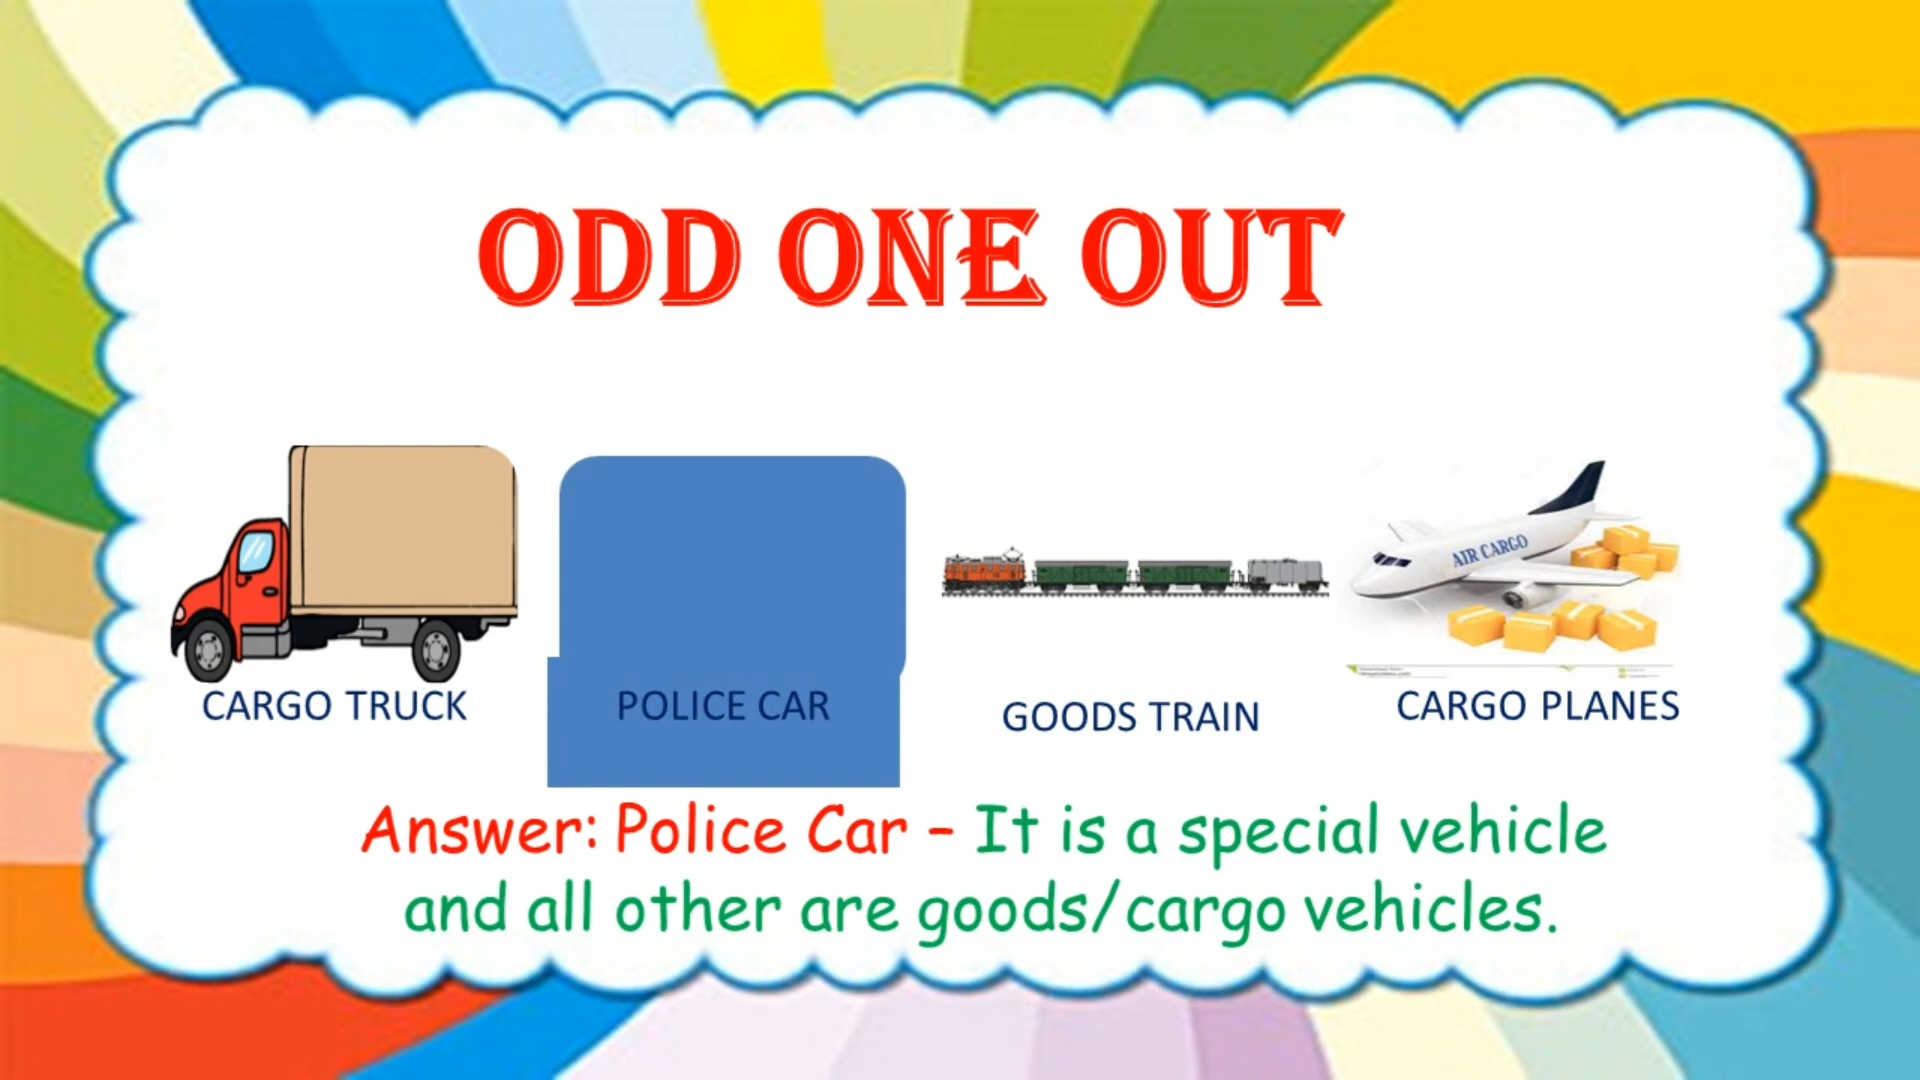 ODD ONE OUT
AIR CARGO
CARGO TRUCK
POLICE CAR
GOODS TRAIN
CARGO PLANES
Answer: Police Car – It is a special vehicle
and all other are goods/cargo vehicles.